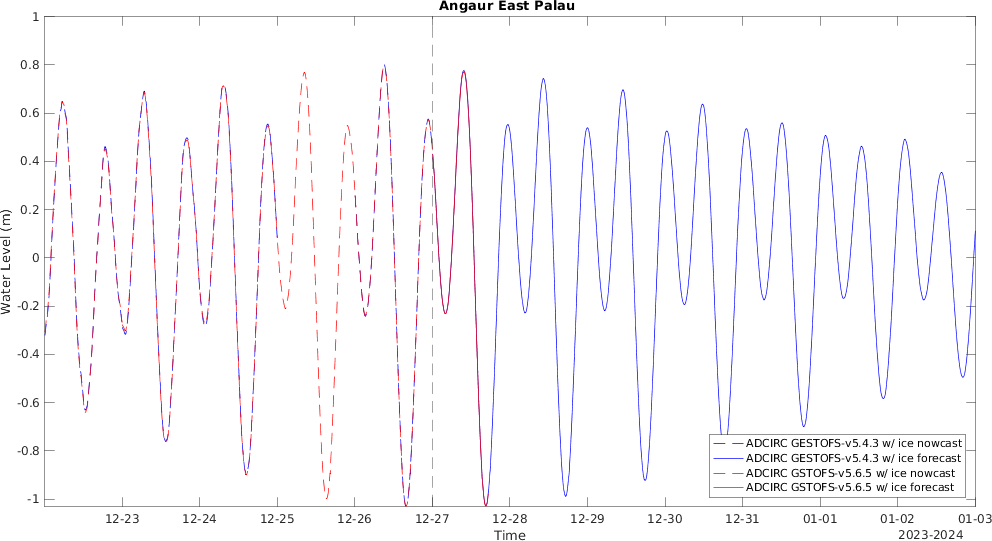 Angaur East Palau
Water Level (m)
1
0.8
0.6
0.4
0.2
0
-0.2
-0.4
-0.6
-0.8
-1
ADCIRC GESTOFS-v5.4.3 w/ ice nowcast
ADCIRC GESTOFS-v5.4.3 w/ ice forecast
ADCIRC GSTOFS-v5.6.5 w/ ice nowcast
ADCIRC GSTOFS-v5.6.5 w/ ice forecast
12-23 12-24 12-25 12-26 12-27 12-28 12-29 12-30 12-31 01-01 01-02 01-03
Time
2023-2024